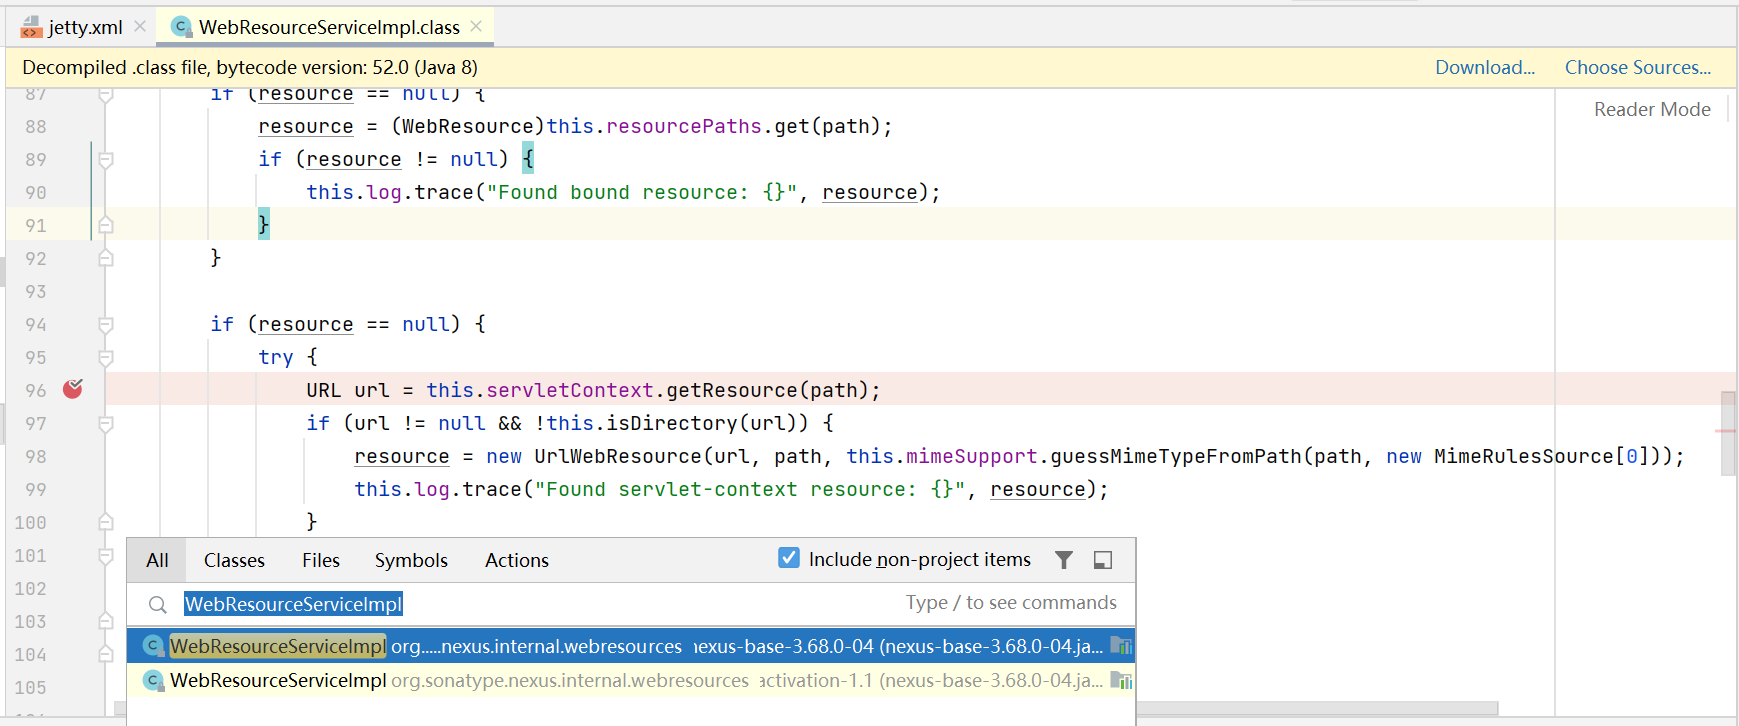 jetty.xml
WebResourceServiceImpl.class
Decompiled .class file, bytecode version: 52.0 (Java 8) Download... Choose Sources...
Reader Mode
87 if (resource == null) {
88 resource = (WebResource)this.resourcePaths.get(path);
89 if (resource != null) {
90 this.log.trace("Found bound resource: {}", resource);
91 }
92 }
93
94 if (resource == null) {
95 try {
96 URL url = this.servletContext.getResource(path);
97 if (url != null && !this.isDirectory(url)) {
98 resource = new UrlWebResource(url, path, this.mimeSupport.guessMimeTypeFromPath(path, new MimeRulesSource[0]));
99 this.log.trace("Found servlet-context resource: {}", resource);
100 }
101
102
103
104
105
All Classes Files Symbols Actions Include non-project items
WebResourceServiceImpl Type / to see commands
WebResourceServiceImpl org.....nexus.internal.webresources nexus-base-3.68.0-04 (nexus-base-3.68.0-04.ja...
WebResourceServiceImpl org.sonatype.nexus.internal.webresources activation-1.1 (nexus-base-3.68.0-04.ja...